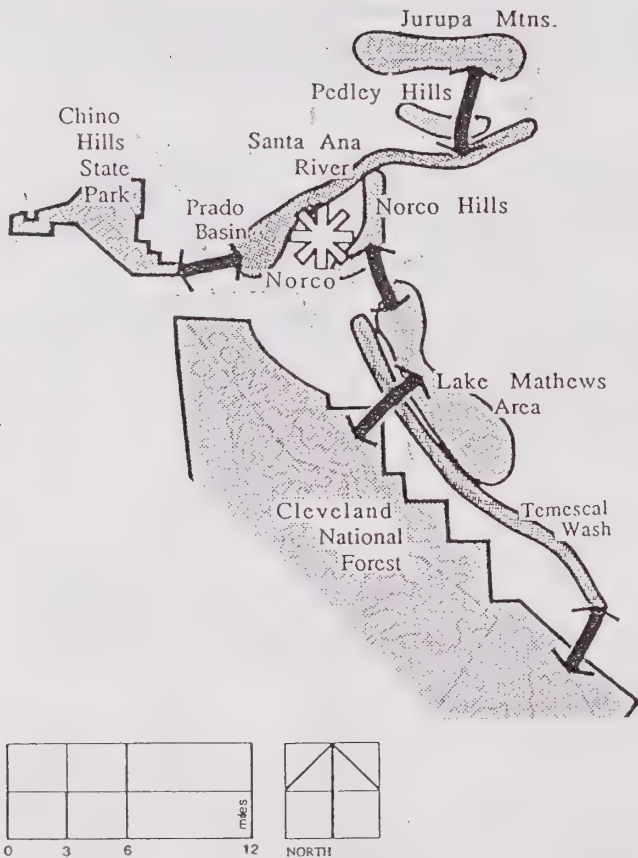 Jurupa Mtns.
Pedley Hills
Chino
Hills
State
Park
Santa Ana
River
Prado
Basin
Norco Hills
Norco
Lake Mathews
Area
Cleveland
National
Forest
Temescal
Wash
miles
0 3 6 12
NORTH